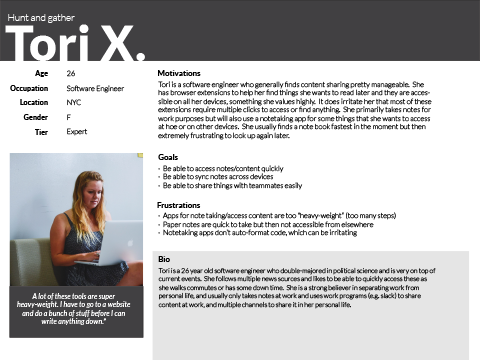 Hunt and gather
Tori X.
Age 26
Occupation Software Engineer
Location NYC
Gender F
Tier Expert
A lot of these tools are super
heavy-weight. I have to go to a website
and do a bunch of stuff before I can
write anything down."
Motivations
Tori is a software engineer who generally finds content sharing pretty manageable. She
has browser extensions to help her find things she wants to read later and they are acces-
sible on all her devices, something she values highly. It does irritate her that most of these
extensions require multiple clicks to access or find anything. She primarily takes notes for
work purposes but will also use a notetaking app for some things that she wants to access
at hoe or on other devices. She usually finds a note book fastest in the moment but then
extremely frustrating to look up again later.
Goals
- Be able to access notes/content quickly
- Be able to sync notes across devices
- Be able to share things with teammates easily
Frustrations
- Apps for note taking/access content are too "heavy-weight" (too many steps)
- Paper notes are quick to take but then not accessible from elsewhere
- Notetaking apps don't auto-format code, which can be irritating
Bio
Tori is a 26 year old software engineer who double-majored in political science and is very on top of
current events. She follows multiple news sources and likes to be able to quickly access these as
she walks commutes or has some down time. She is a strong believer in separating work from
personal life, and usually only takes notes at work and uses work programs (e.g. slack) to share
content at work, and multiple channels to share it in her personal life.